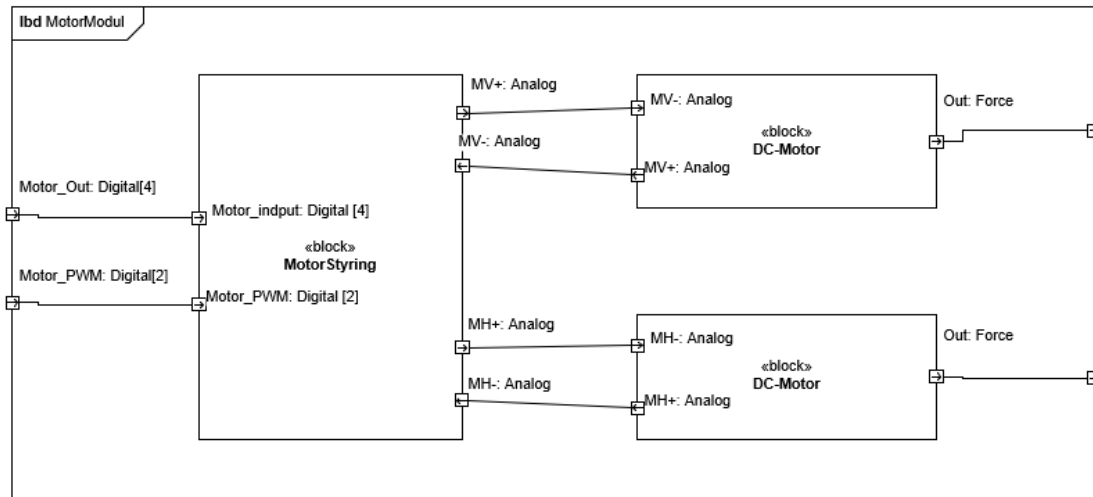 Ibd MotorModul
MV+: Analog
MV-: Analog
Out: Force
«block»
DC-Motor
MV-: Analog
MV+: Analog
Motor_Out: Digital[4]
Motor_indput: Digital [4]
«block»
MotorStyring
Motor_PWM: Digital[2]
Motor_PWM: Digital [2]
MH+: Analog
MH-: Analog
Out: Force
«block»
DC-Motor
MH-: Analog
MH+: Analog